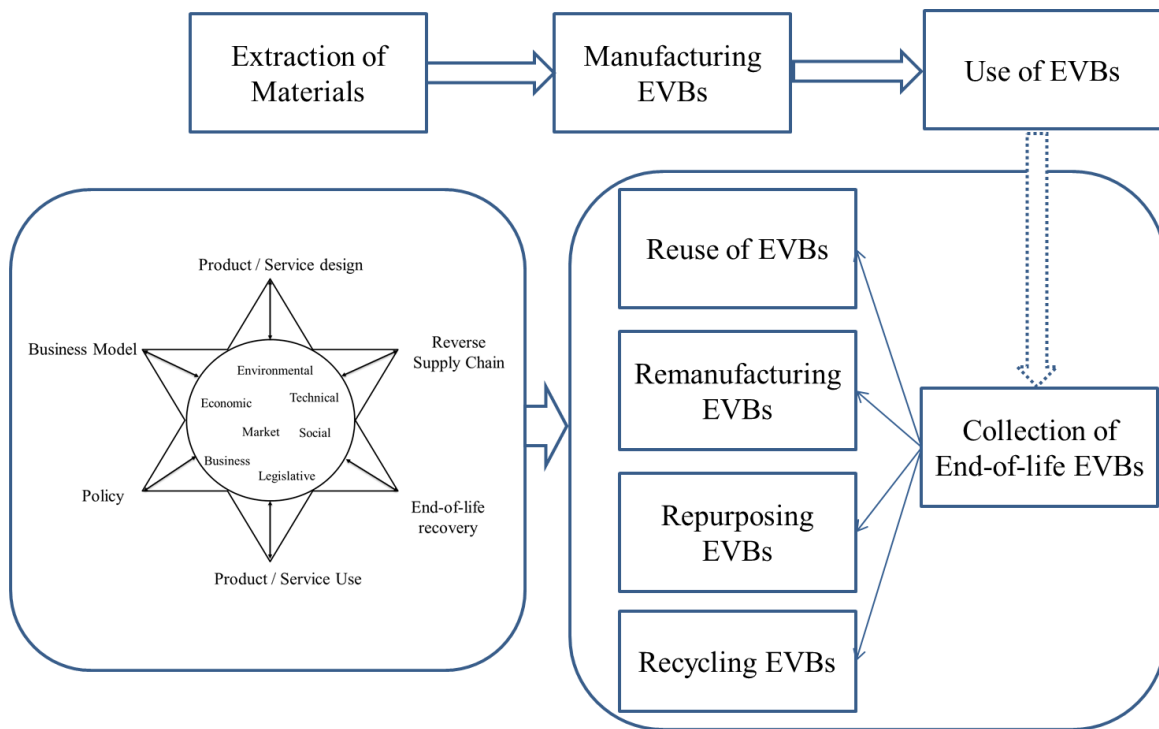 Extraction of
Materials
Manufacturing
EVBs
Use of EVBs
Product / Service design
Business Model
Reverse
Supply Chain
Environmental
Economic
Technical
Market
Social
Business
Legislative
Policy
End-of-life
recovery
Product / Service Use
Reuse of EVBs
Remanufacturing
EVBs
Repurposing
EVBs
Recycling EVBs
Collection of
End-of-life EVBs